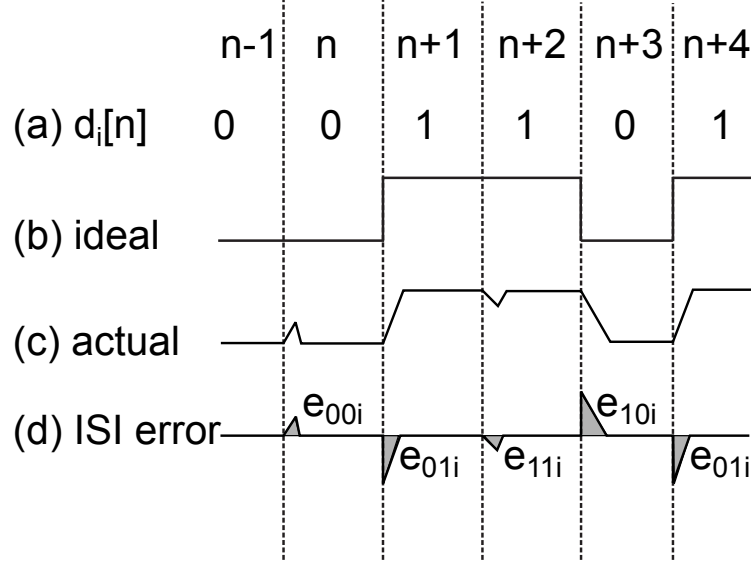 n-1 n n+1 n+2 n+3 n+4
(a) dᵢ[n] 0 0 1 1 0 1
(b) ideal
(c) actual
(d) ISI error e₀₀ᵢ e₀₁ᵢ e₁₁ᵢ e₁₀ᵢ e₀₁ᵢ